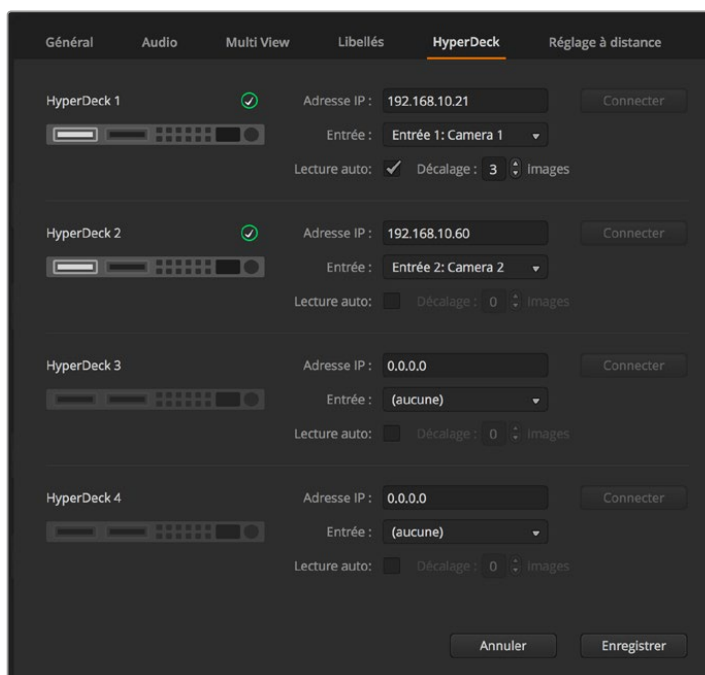 Général Audio Multi View Libellés HyperDeck Réglage à distance
HyperDeck 1 Adresse IP : 192.168.10.21 Connecter
Entrée : Entrée 1: Camera 1
Lecture auto: Décalage : 3 Images
HyperDeck 2 Adresse IP : 192.168.10.60 Connecter
Entrée : Entrée 2: Camera 2
Lecture auto: Décalage : 0 Images
HyperDeck 3 Adresse IP : 0.0.0.0 Connecter
Entrée : (aucune)
Lecture auto: Décalage : 0 Images
HyperDeck 4 Adresse IP : 0.0.0.0 Connecter
Entrée : (aucune)
Lecture auto: Décalage : 0 Images
Annuler Enregistrer